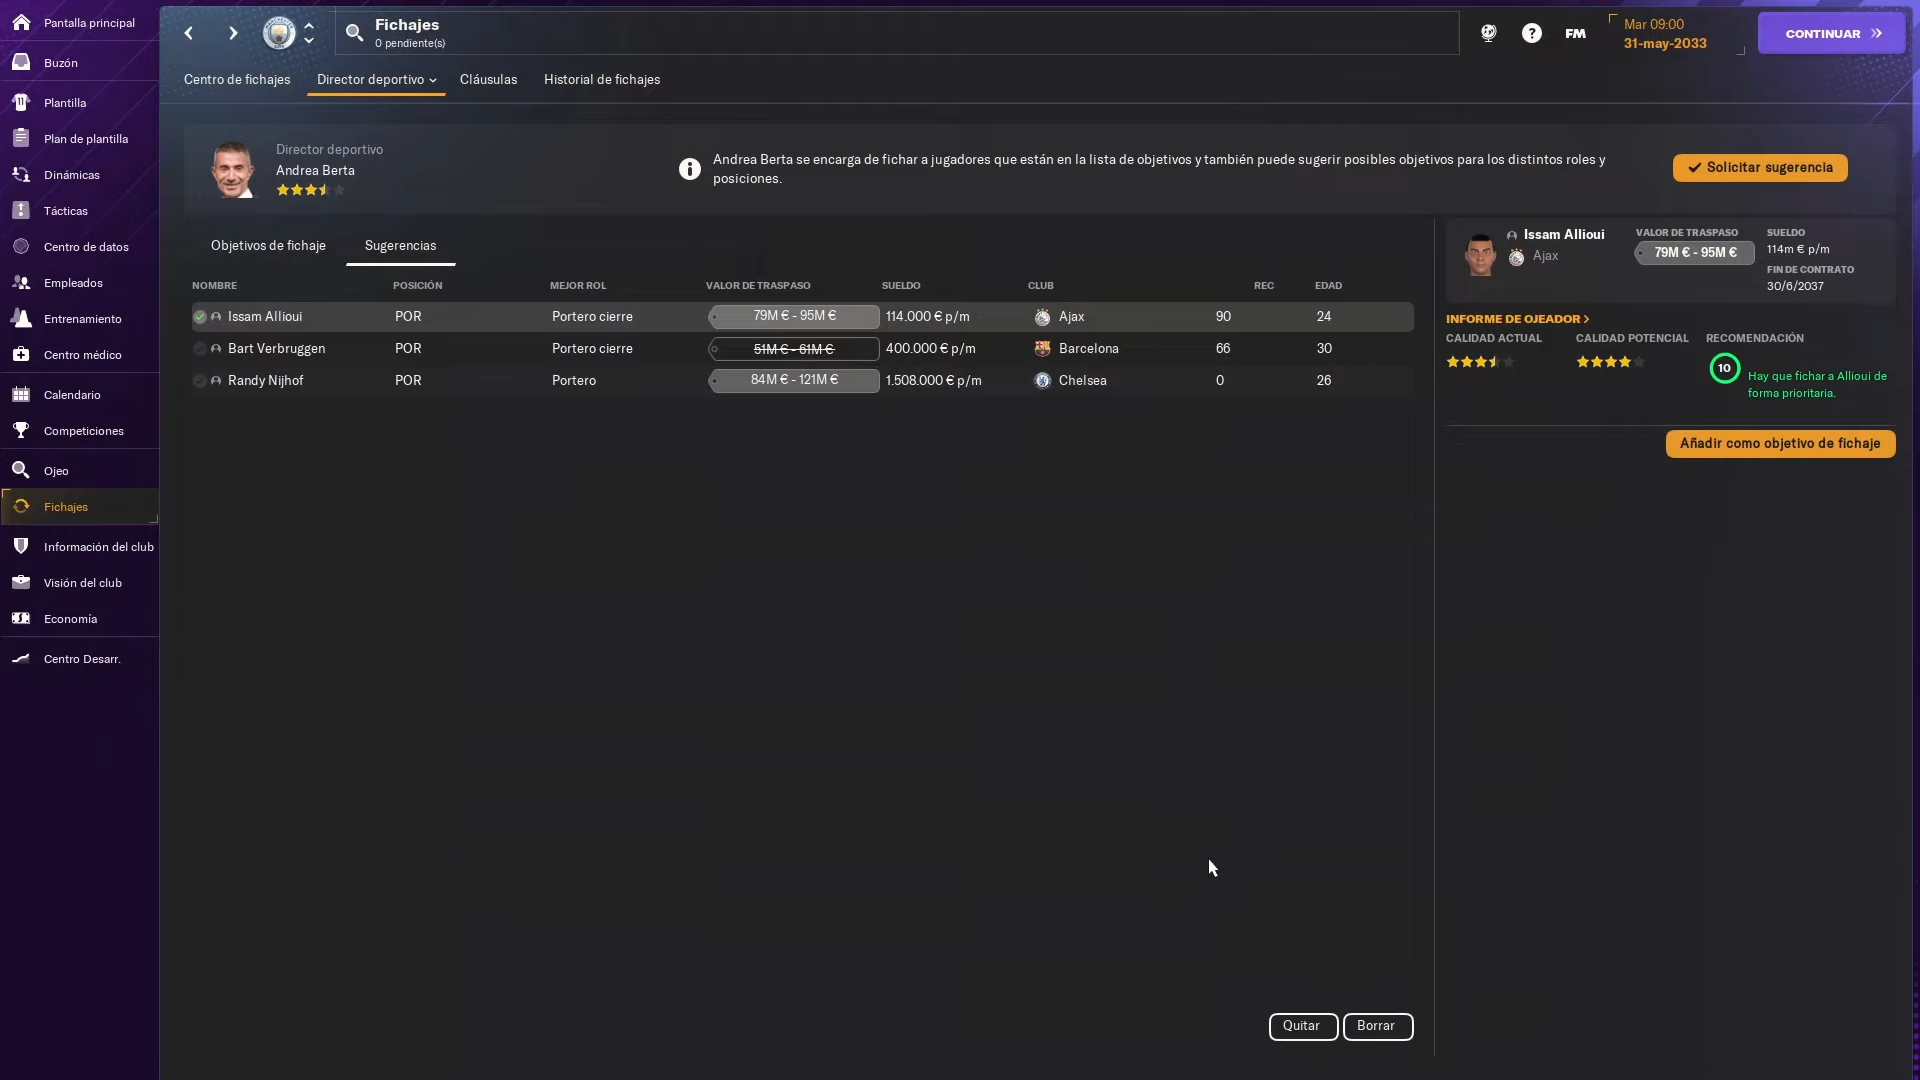 Pantalla principal
Buzón
Plantilla
Plan de plantilla
Dinámicas
Tácticas
Centro de datos
Empleados
Entrenamiento
Centro médico
Calendario
Competiciones
Ojeo
Fichajes
Información del club
Visión del club
Economía
Centro Desarr.
Fichajes
0 pendiente(s)
FM
Mar 09:00
31-may-2033
CONTINUAR
Centro de fichajes Director deportivo Cláusulas Historial de fichajes
Director deportivo
Andrea Berta
Andrea Berta se encarga de fichar a jugadores que están en la lista de objetivos y también puede sugerir posibles objetivos para los distintos roles y
posiciones.
Solicitar sugerencia
Objetivos de fichaje Sugerencias
NOMBRE POSICIÓN MEJOR ROL VALOR DE TRASPASO SUELDO CLUB REC EDAD
Issam Allioui POR Portero cierre 79M € - 95M € 114.000 € p/m Ajax 90 24
Bart Verbruggen POR Portero cierre 51M € - 61M € 400.000 € p/m Barcelona 66 30
Randy Nijhof POR Portero 84M € - 121M € 1.508.000 € p/m Chelsea 0 26
Quitar Borrar
Issam Allioui
Ajax
VALOR DE TRASPASO
79M € - 95M €
SUELDO
114m € p/m
FIN DE CONTRATO
30/6/2037
INFORME DE OJEADOR >
CALIDAD ACTUAL CALIDAD POTENCIAL RECOMENDACIÓN
10
Hay que fichar a Allioui de
forma prioritaria.
Añadir como objetivo de fichaje